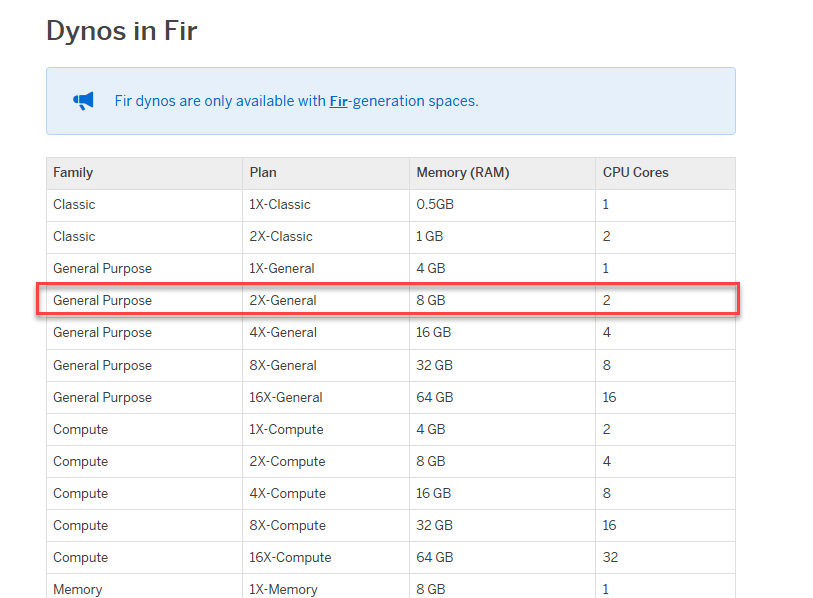 Dynos in Fir
Fir dynos are only available with Fir-generation spaces.
Family Plan Memory (RAM) CPU Cores
Classic 1X-Classic 0.5GB 1
Classic 2X-Classic 1 GB 2
General Purpose 1X-General 4 GB 1
General Purpose 2X-General 8 GB 2
General Purpose 4X-General 16 GB 4
General Purpose 8X-General 32 GB 8
General Purpose 16X-General 64 GB 16
Compute 1X-Compute 4 GB 2
Compute 2X-Compute 8 GB 4
Compute 4X-Compute 16 GB 8
Compute 8X-Compute 32 GB 16
Compute 16X-Compute 64 GB 32
Memory 1X-Memory 8 GB 1